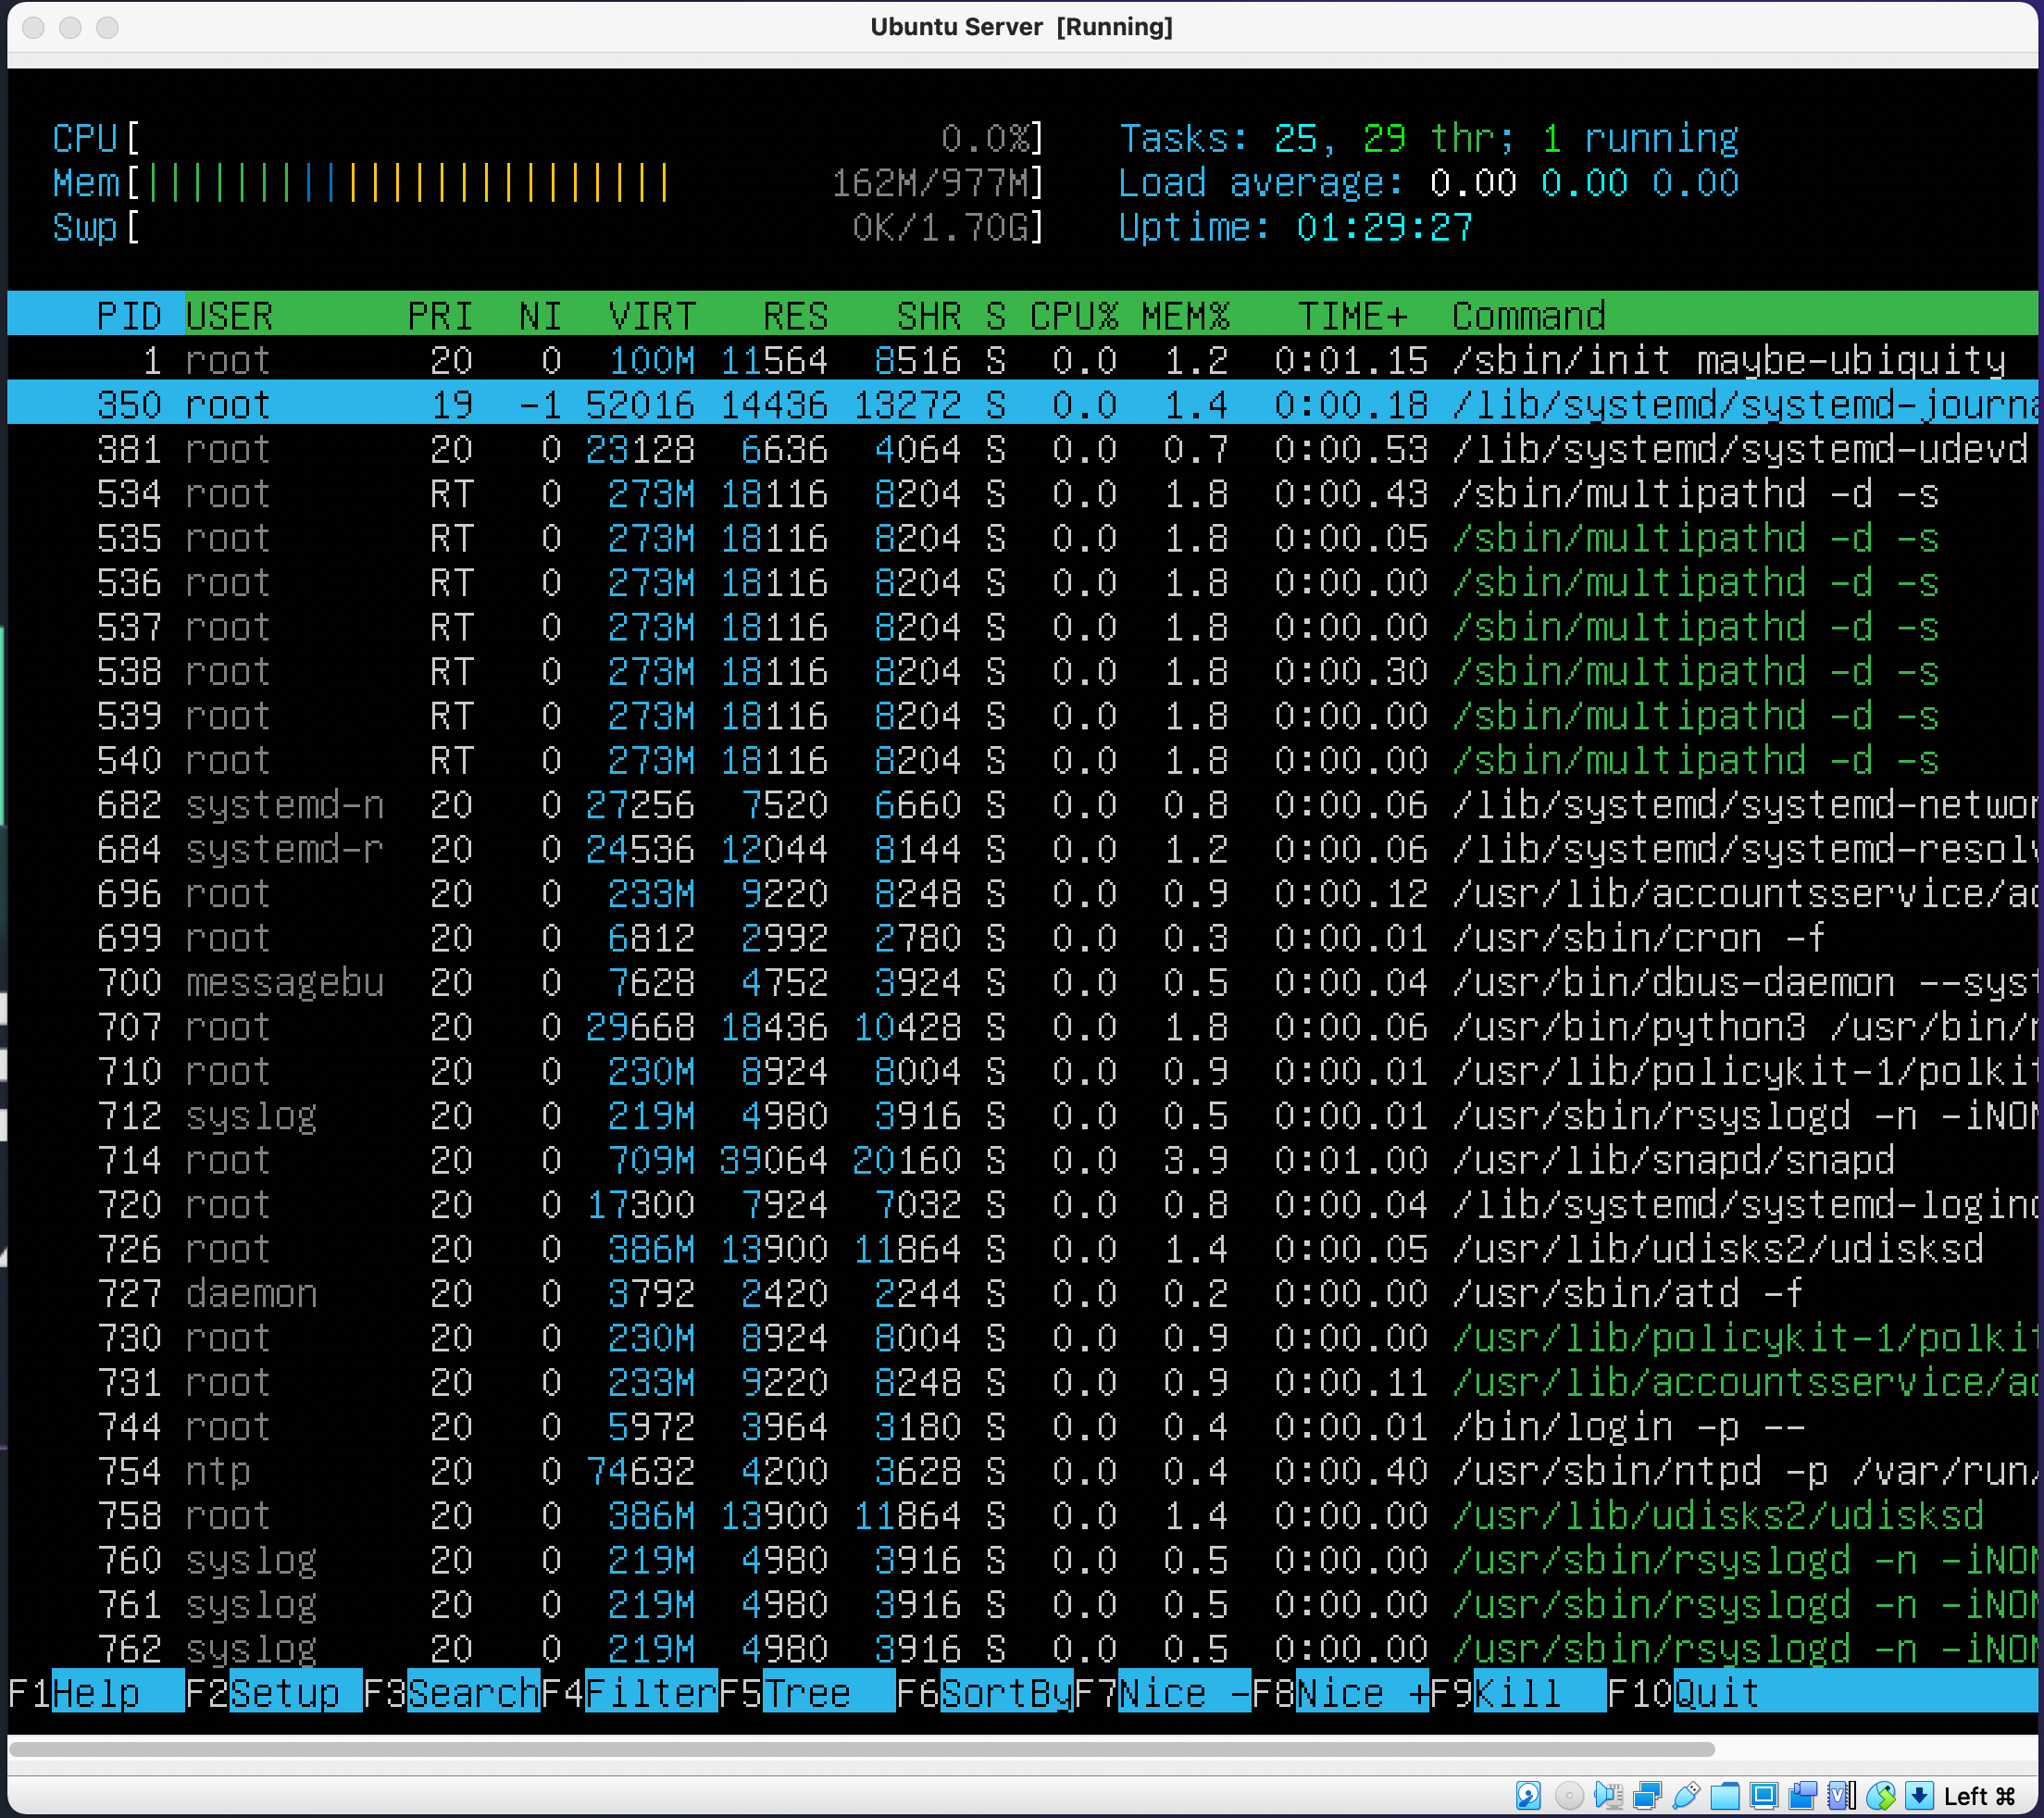 Ubuntu Server [Running]
CPU[ 0.0%] Tasks: 25, 29 thr; 1 running
Mem[|||||||||||||||||||||||| 162M/977M] Load average: 0.00 0.00 0.00
Swp[ 0K/1.70G] Uptime: 01:29:27
PID USER PRI NI VIRT RES SHR S CPU% MEM% TIME+ Command
1 root 20 0 100M 11564 8516 S 0.0 1.2 0:01.15 /sbin/init maybe-ubiquity
350 root 19 -1 52016 14436 13272 S 0.0 1.4 0:00.18 /lib/systemd/systemd-journa
381 root 20 0 23128 6636 4064 S 0.0 0.7 0:00.53 /lib/systemd/systemd-udevd
534 root RT 0 273M 18116 8204 S 0.0 1.8 0:00.43 /sbin/multipathd -d -s
535 root RT 0 273M 18116 8204 S 0.0 1.8 0:00.05 /sbin/multipathd -d -s
536 root RT 0 273M 18116 8204 S 0.0 1.8 0:00.00 /sbin/multipathd -d -s
537 root RT 0 273M 18116 8204 S 0.0 1.8 0:00.00 /sbin/multipathd -d -s
538 root RT 0 273M 18116 8204 S 0.0 1.8 0:00.30 /sbin/multipathd -d -s
539 root RT 0 273M 18116 8204 S 0.0 1.8 0:00.00 /sbin/multipathd -d -s
540 root RT 0 273M 18116 8204 S 0.0 1.8 0:00.00 /sbin/multipathd -d -s
682 systemd-n 20 0 27256 7520 6660 S 0.0 0.8 0:00.06 /lib/systemd/systemd-networ
684 systemd-r 20 0 24536 12044 8144 S 0.0 1.2 0:00.06 /lib/systemd/systemd-resolv
696 root 20 0 233M 9220 8248 S 0.0 0.9 0:00.12 /usr/lib/accountsservice/ac
699 root 20 0 6812 2992 2780 S 0.0 0.3 0:00.01 /usr/sbin/cron -f
700 messagebu 20 0 7628 4752 3924 S 0.0 0.5 0:00.04 /usr/bin/dbus-daemon --syst
707 root 20 0 29668 18436 10428 S 0.0 1.8 0:00.06 /usr/bin/python3 /usr/bin/
710 root 20 0 230M 8924 8004 S 0.0 0.9 0:00.01 /usr/lib/policykit-1/polkit
712 syslog 20 0 219M 4980 3916 S 0.0 0.5 0:00.01 /usr/sbin/rsyslogd -n -iNON
714 root 20 0 709M 39064 20160 S 0.0 3.9 0:01.00 /usr/lib/snapd/snapd
720 root 20 0 17300 7924 7032 S 0.0 0.8 0:00.04 /lib/systemd/systemd-logind
726 root 20 0 386M 13900 11864 S 0.0 1.4 0:00.05 /usr/lib/udisks2/udisksd
727 daemon 20 0 3792 2420 2244 S 0.0 0.2 0:00.00 /usr/sbin/atd -f
730 root 20 0 230M 8924 8004 S 0.0 0.9 0:00.00 /usr/lib/policykit-1/polkit
731 root 20 0 233M 9220 8248 S 0.0 0.9 0:00.11 /usr/lib/accountsservice/ac
744 root 20 0 5972 3964 3180 S 0.0 0.4 0:00.01 /bin/login -p --
754 ntp 20 0 74632 4200 3628 S 0.0 0.4 0:00.40 /usr/sbin/ntpd -p /var/run/
758 root 20 0 386M 13900 11864 S 0.0 1.4 0:00.00 /usr/lib/udisks2/udisksd
760 syslog 20 0 219M 4980 3916 S 0.0 0.5 0:00.00 /usr/sbin/rsyslogd -n -iNON
761 syslog 20 0 219M 4980 3916 S 0.0 0.5 0:00.00 /usr/sbin/rsyslogd -n -iNON
762 syslog 20 0 219M 4980 3916 S 0.0 0.5 0:00.00 /usr/sbin/rsyslogd -n -iNON
F1Help F2Setup F3SearchF4FilterF5Tree F6SortByF7Nice -F8Nice +F9Kill F10Quit
Left ⌘